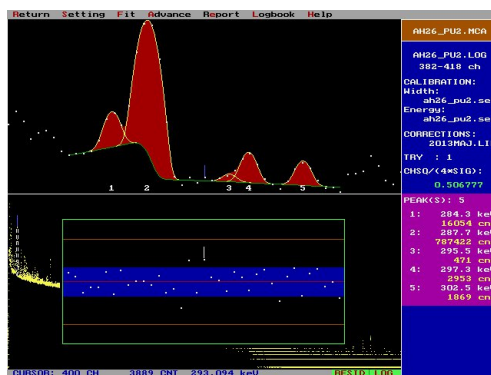 Return Setting Fit Advance Report Logbook Help
AH26_PU2.MCA
AH26_PU2.LOG
382-418 ch
CALIBRATION:
Width:
ah26_pu2.se
Energy:
ah26_pu2.se
CORRECTIONS:
2013MAJ.LI
TRY : 1
CHSQ/(4*SIG):
0.506777
1 2 3 4 5
PEAK(S): 5
1: 284.3 ke
16054 cn
2: 287.7 ke
787422 cn
3: 295.5 ke
471 cn
4: 297.3 ke
2953 cn
5: 302.5 ke
1869 cn
CURSOR: 400 CH 3889 CNT 293.094 keV RESID LOG